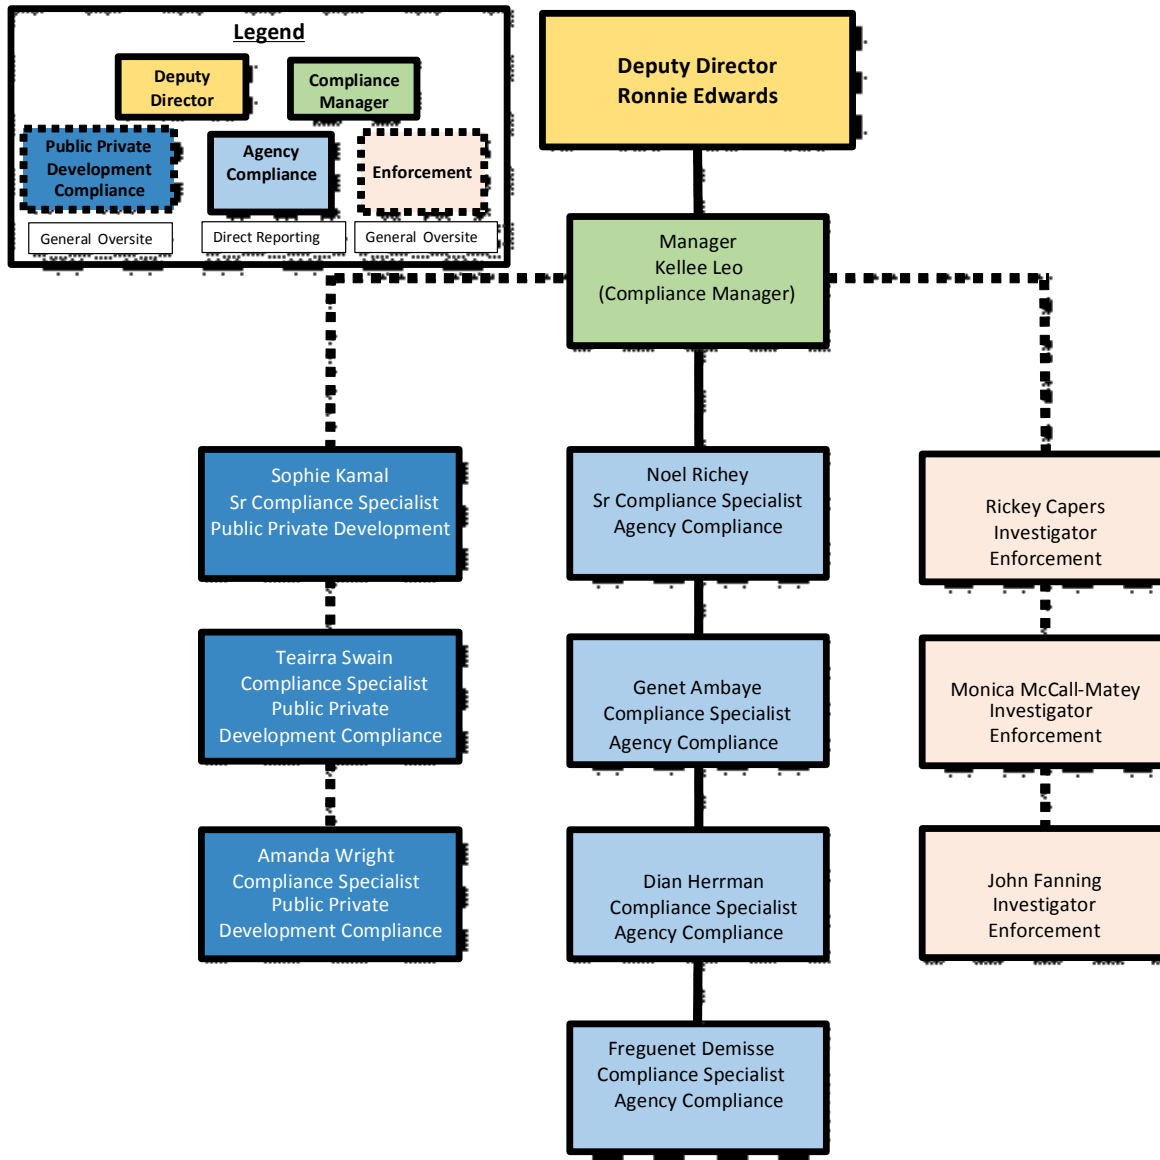 Legend
Deputy
Director
Compliance
Manager
Public Private
Development
Compliance
Agency
Compliance
Enforcement
General Oversite
Direct Reporting
General Oversite
Deputy Director
Ronnie Edwards
Manager
Kellee Leo
(Compliance Manager)
Sophie Kamal
Sr Compliance Specialist
Public Private Development
Teairra Swain
Compliance Specialist
Public Private
Development Compliance
Amanda Wright
Compliance Specialist
Public Private
Development Compliance
Noel Richey
Sr Compliance Specialist
Agency Compliance
Genet Ambaye
Compliance Specialist
Agency Compliance
Dian Herrman
Compliance Specialist
Agency Compliance
Freguenet Demisse
Compliance Specialist
Agency Compliance
Rickey Capers
Investigator
Enforcement
Monica McCall-Matey
Investigator
Enforcement
John Fanning
Investigator
Enforcement